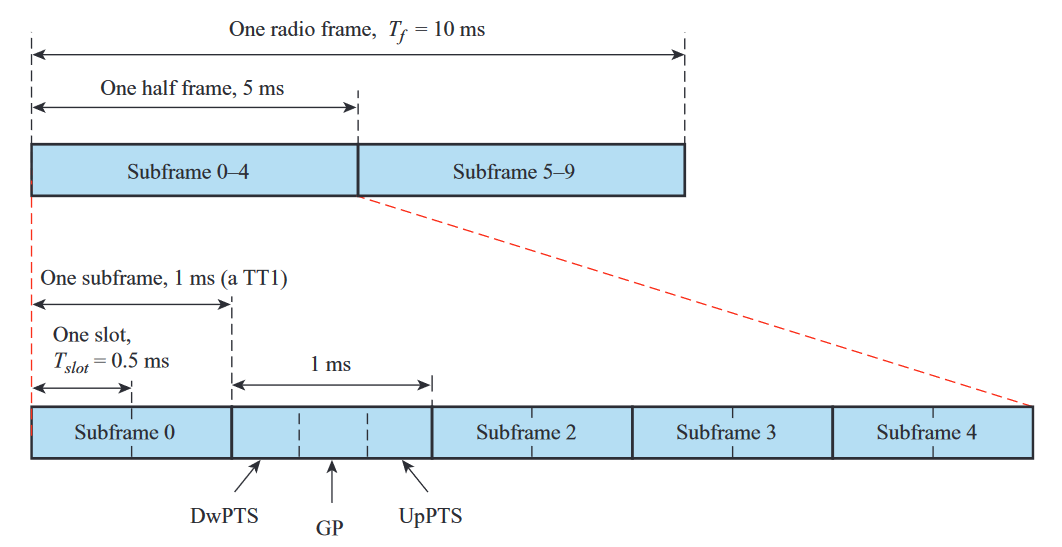 One radio frame, Tf = 10 ms
One half frame, 5 ms
Subframe 0–4
Subframe 5–9
One subframe, 1 ms (a TT1)
One slot,
Tslot = 0.5 ms
1 ms
Subframe 0
Subframe 2
Subframe 3
Subframe 4
DwPTS
GP
UpPTS